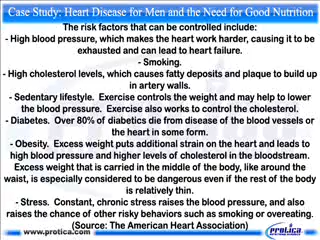 Case Study: Heart Disease for Men and the Need for Good Nutrition
The risk factors that can be controlled include:
- High blood pressure, which makes the heart work harder, causing it to be
exhausted and can lead to heart failure.
- Smoking.
- High cholesterol levels, which causes fatty deposits and plaque to build up
in artery walls.
- Sedentary lifestyle.  Exercise controls the weight and may help to lower
the blood pressure.  Exercise also works to control the cholesterol.
- Diabetes.  Over 80% of diabetics die from disease of the blood vessels or
the heart in some form.
- Obesity.  Excess weight puts additional strain on the heart and leads to
high blood pressure and higher levels of cholesterol in the bloodstream.
Excess weight that is carried in the middle of the body, like around the
waist, is especially considered to be dangerous even if the rest of the body
is relatively thin.
- Stress.  Constant, chronic stress raises the blood pressure, and also
raises the chance of other risky behaviors such as smoking or overeating.
(Source: The American Heart Association)
www.protica.com
protica